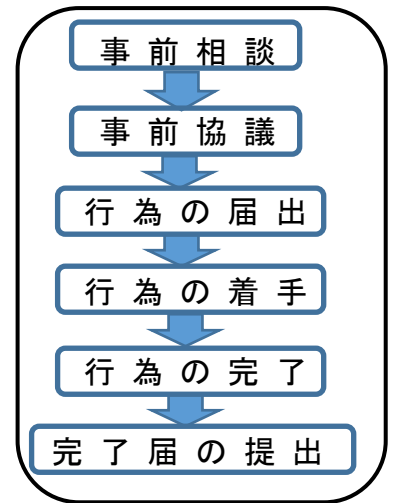 事前相談
事前協議
行為の届出
行為の着手
行為の完了
完了届の提出